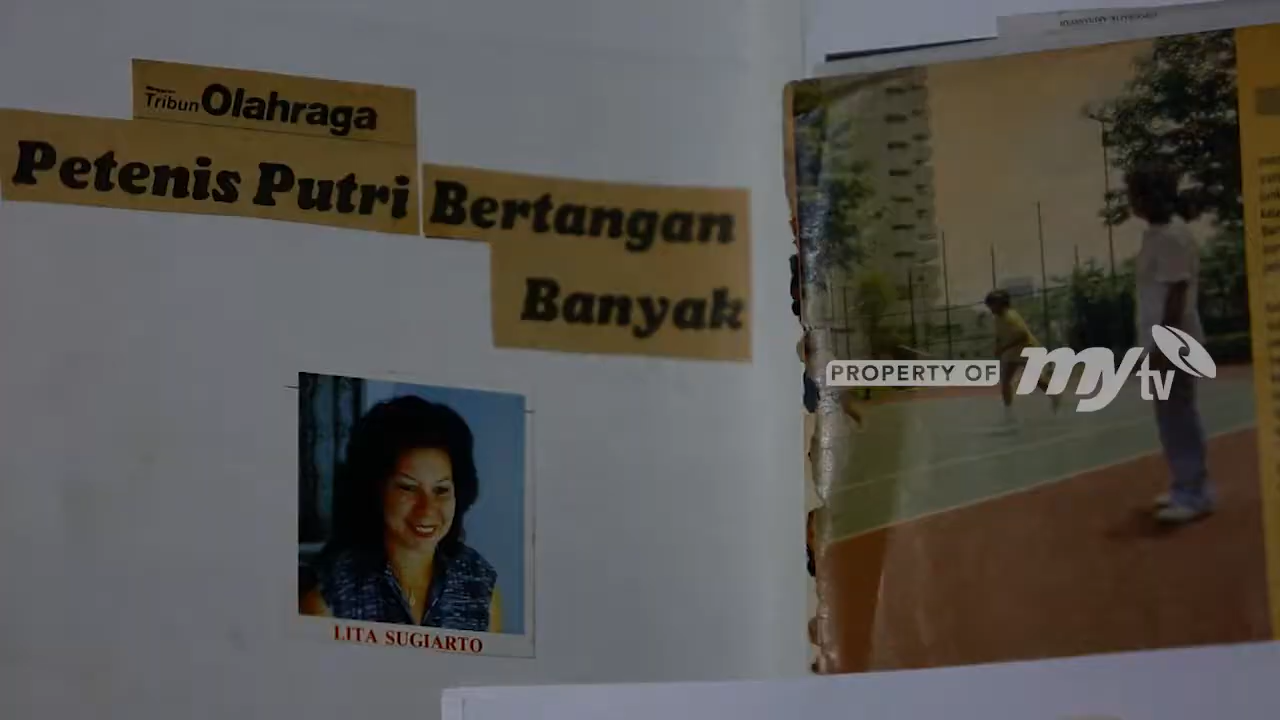 Tribun Olahraga
Petenis Putri Bertangan
Banyak
LITA SUGIARTO
PROPERTY OF mytv